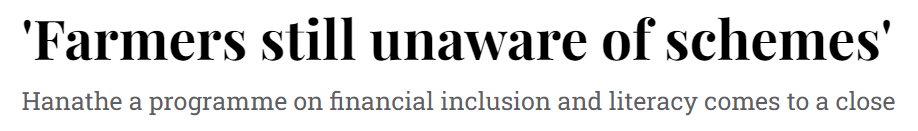 'Farmers still unaware of schemes'
Hanathe a programme on financial inclusion and literacy comes to a close